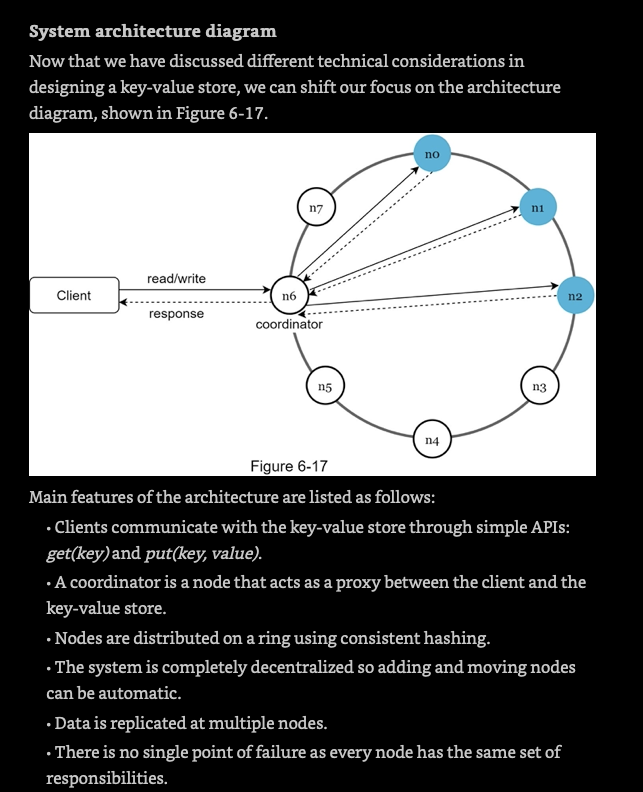 System architecture diagram
Now that we have discussed different technical considerations in
designing a key-value store, we can shift our focus on the architecture
diagram, shown in Figure 6-17.
n0
n7
n1
read/write
Client
n6
n2
response
coordinator
n5
n3
n4
Figure 6-17
Main features of the architecture are listed as follows:
• Clients communicate with the key-value store through simple APIs:
get(key) and put(key, value).
• A coordinator is a node that acts as a proxy between the client and the
key-value store.
• Nodes are distributed on a ring using consistent hashing.
• The system is completely decentralized so adding and moving nodes
can be automatic.
• Data is replicated at multiple nodes.
• There is no single point of failure as every node has the same set of
responsibilities.